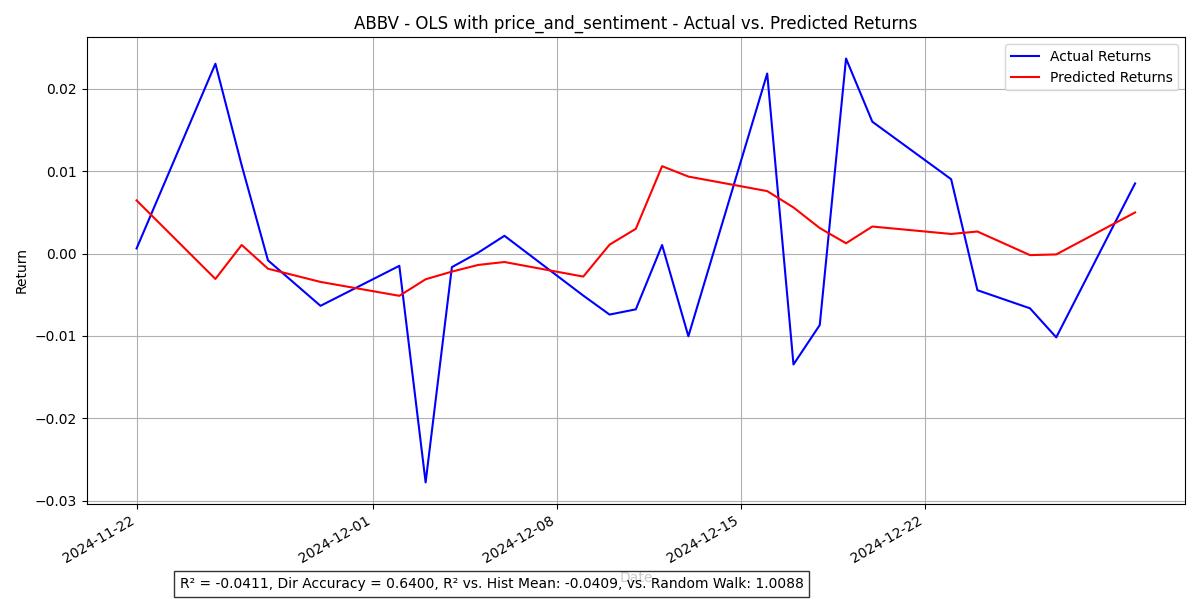 ABBV - OLS with price_and_sentiment - Actual vs. Predicted Returns
Actual Returns
Predicted Returns
Return
0.02
0.01
0.00
−0.01
−0.02
−0.03
2024-11-22
2024-12-01
2024-12-08
2024-12-15
2024-12-22
Date
R² = -0.0411, Dir Accuracy = 0.6400, R² vs. Hist Mean: -0.0409, vs. Random Walk: 1.0088